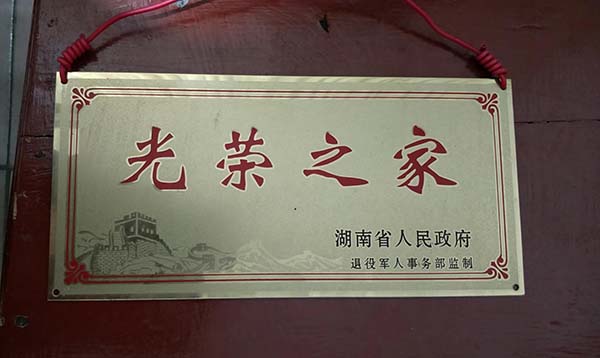 光荣之家
湖南省人民政府
退役军人事务部监制